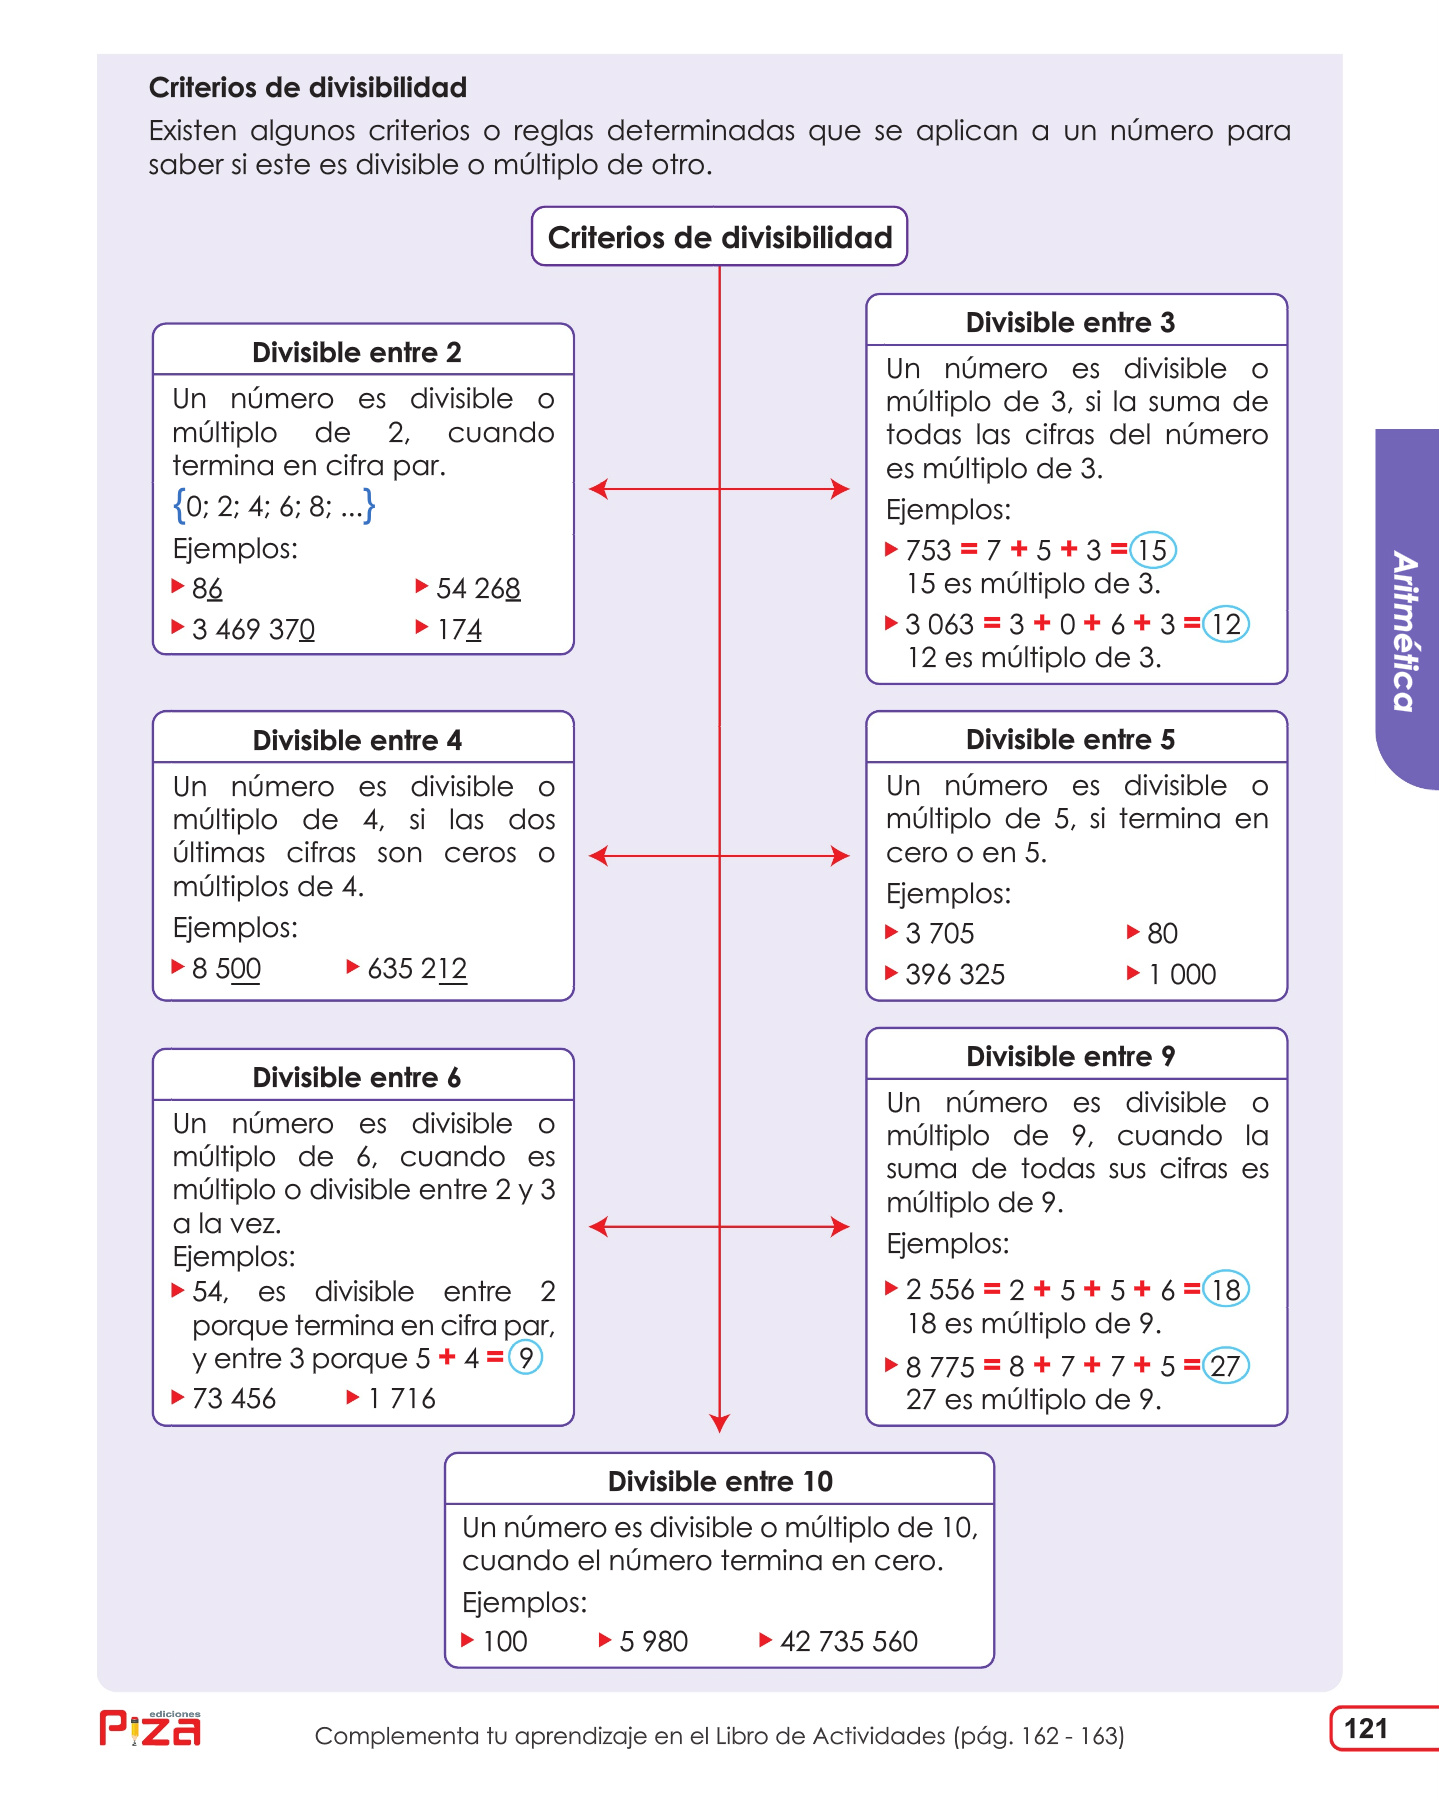 Criterios de divisibilidad
Existen algunos criterios o reglas determinadas que se aplican a un número para
saber si este es divisible o múltiplo de otro.
Criterios de divisibilidad
Divisible entre 2
Un número es divisible o
múltiplo de 2, cuando
termina en cifra par.
{0; 2; 4; 6; 8; ...}
Ejemplos:
86 54 268
3 469 370 174
Divisible entre 3
Un número es divisible o
múltiplo de 3, si la suma de
todas las cifras del número
es múltiplo de 3.
Ejemplos:
753 = 7 + 5 + 3 = 15
15 es múltiplo de 3.
3 063 = 3 + 0 + 6 + 3 = 12
12 es múltiplo de 3.
Divisible entre 4
Un número es divisible o
múltiplo de 4, si las dos
últimas cifras son ceros o
múltiplos de 4.
Ejemplos:
8 500 635 212
Divisible entre 5
Un número es divisible o
múltiplo de 5, si termina en
cero o en 5.
Ejemplos:
3 705 80
396 325 1 000
Divisible entre 6
Un número es divisible o
múltiplo de 6, cuando es
múltiplo o divisible entre 2 y 3
a la vez.
Ejemplos:
54, es divisible entre 2
porque termina en cifra par,
y entre 3 porque 5 + 4 = 9
73 456 1 716
Divisible entre 9
Un número es divisible o
múltiplo de 9, cuando la
suma de todas sus cifras es
múltiplo de 9.
Ejemplos:
2 556 = 2 + 5 + 5 + 6 = 18
18 es múltiplo de 9.
8 775 = 8 + 7 + 7 + 5 = 27
27 es múltiplo de 9.
Divisible entre 10
Un número es divisible o múltiplo de 10,
cuando el número termina en cero.
Ejemplos:
100 5 980 42 735 560
Aritmética
ediciones
Piza
Complementa tu aprendizaje en el Libro de Actividades (pág. 162 - 163)
121